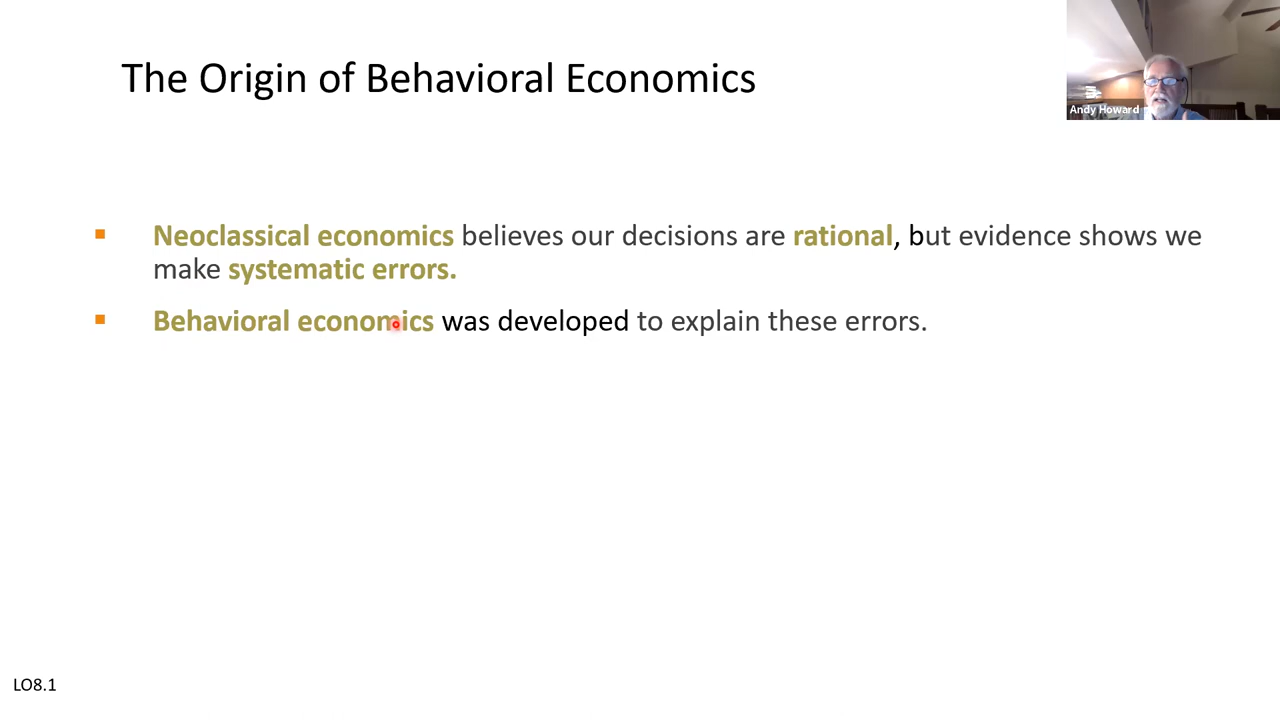 The Origin of Behavioral Economics
Andy Howard
Neoclassical economics believes our decisions are rational, but evidence shows we
make systematic errors.
Behavioral economics was developed to explain these errors.
LO8.1